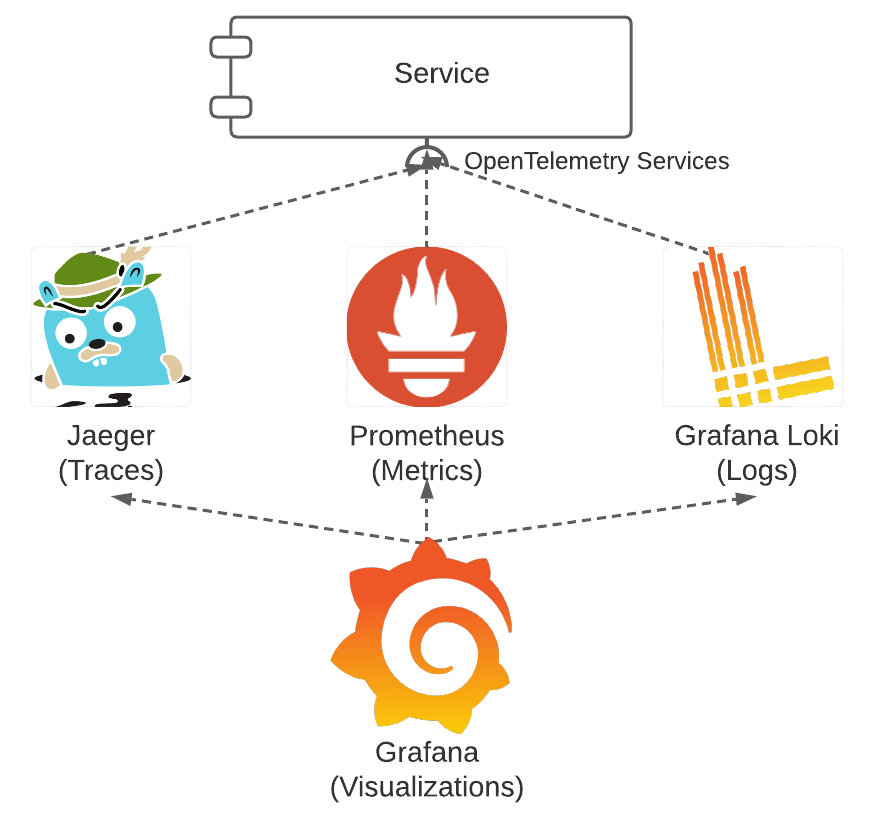 Service
OpenTelemetry Services
Jaeger
(Traces)
Prometheus
(Metrics)
Grafana Loki
(Logs)
Grafana
(Visualizations)